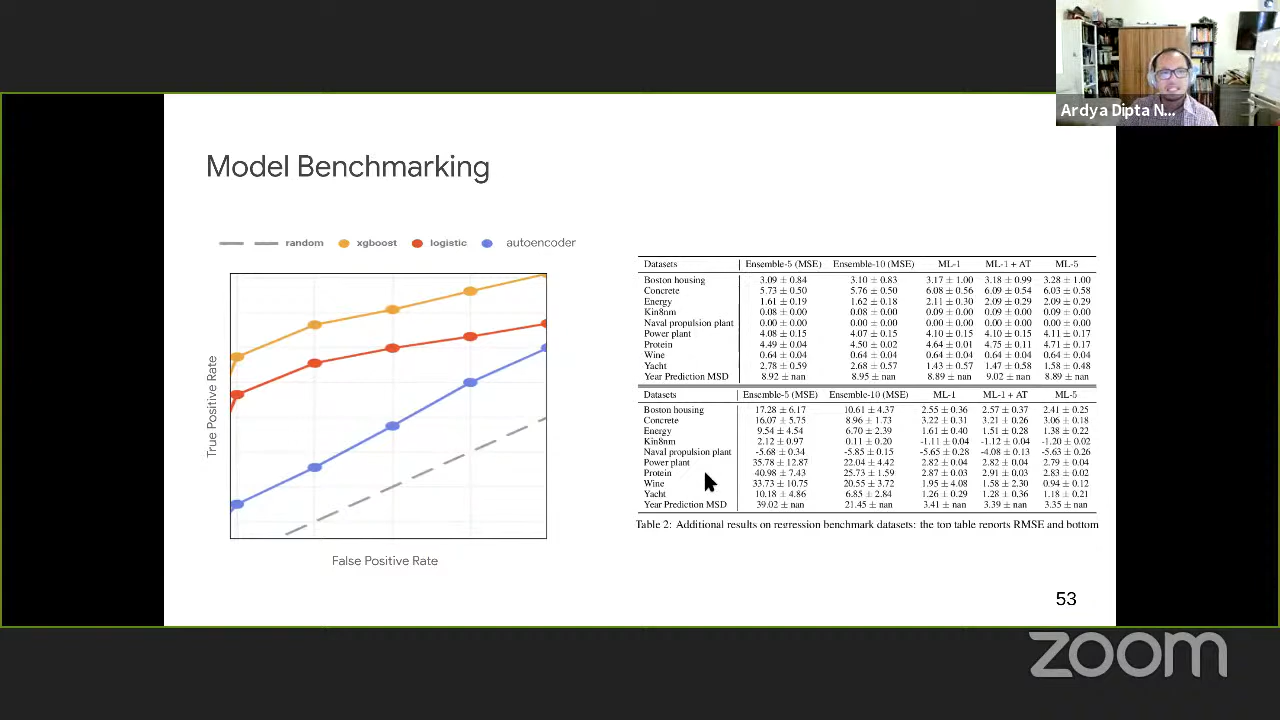 Ardya Dipta N...
Model Benchmarking
random xgboost logistic autoencoder
True Positive Rate
False Positive Rate
Datasets Ensemble-5 (MSE) Ensemble-10 (MSE) ML-1 ML-1 + AT ML-5
Boston housing 3.09 ± 0.84 3.10 ± 0.83 3.17 ± 1.00 3.18 ± 0.99 3.28 ± 1.00
Concrete 5.73 ± 0.50 5.76 ± 0.50 6.08 ± 0.56 6.09 ± 0.54 6.03 ± 0.58
Energy 1.61 ± 0.19 1.62 ± 0.18 2.11 ± 0.30 2.09 ± 0.29 2.09 ± 0.29
Kin8nm 0.08 ± 0.00 0.08 ± 0.00 0.09 ± 0.00 0.09 ± 0.00 0.09 ± 0.00
Naval propulsion plant 0.00 ± 0.00 0.00 ± 0.00 0.00 ± 0.00 0.00 ± 0.00 0.00 ± 0.00
Power plant 4.08 ± 0.15 4.07 ± 0.15 4.10 ± 0.15 4.10 ± 0.15 4.11 ± 0.17
Protein 4.49 ± 0.04 4.50 ± 0.02 4.64 ± 0.01 4.75 ± 0.11 4.71 ± 0.17
Wine 0.64 ± 0.04 0.64 ± 0.04 0.64 ± 0.04 0.64 ± 0.04 0.64 ± 0.04
Yacht 2.78 ± 0.59 2.68 ± 0.57 1.43 ± 0.57 1.47 ± 0.58 1.58 ± 0.48
Year Prediction MSD 8.92 ± nan 8.95 ± nan 8.89 ± nan 9.02 ± nan 8.89 ± nan
Datasets Ensemble-5 (MSE) Ensemble-10 (MSE) ML-1 ML-1 + AT ML-5
Boston housing 17.28 ± 6.17 10.61 ± 4.37 2.55 ± 0.36 2.57 ± 0.37 2.41 ± 0.25
Concrete 16.07 ± 5.75 8.96 ± 1.73 3.22 ± 0.31 3.21 ± 0.26 3.06 ± 0.18
Energy 9.54 ± 4.54 6.70 ± 2.39 1.61 ± 0.40 1.51 ± 0.28 1.38 ± 0.22
Kin8nm 2.12 ± 0.97 0.11 ± 0.20 -1.11 ± 0.04 -1.12 ± 0.04 -1.20 ± 0.02
Naval propulsion plant -5.68 ± 0.34 -5.85 ± 0.15 -5.65 ± 0.28 -4.08 ± 0.13 -5.63 ± 0.26
Power plant 35.78 ± 12.87 22.04 ± 4.42 2.82 ± 0.04 2.82 ± 0.04 2.79 ± 0.04
Protein 40.98 ± 7.43 25.73 ± 1.59 2.87 ± 0.03 2.91 ± 0.03 2.83 ± 0.02
Wine 33.73 ± 10.75 20.55 ± 3.72 1.95 ± 4.08 1.58 ± 2.30 0.94 ± 0.12
Yacht 10.18 ± 4.86 6.85 ± 2.84 1.26 ± 0.29 1.28 ± 0.36 1.18 ± 0.21
Year Prediction MSD 39.02 ± nan 21.45 ± nan 3.41 ± nan 3.39 ± nan 3.35 ± nan
Table 2: Additional results on regression benchmark datasets: the top table reports RMSE and bottom
53
zoom